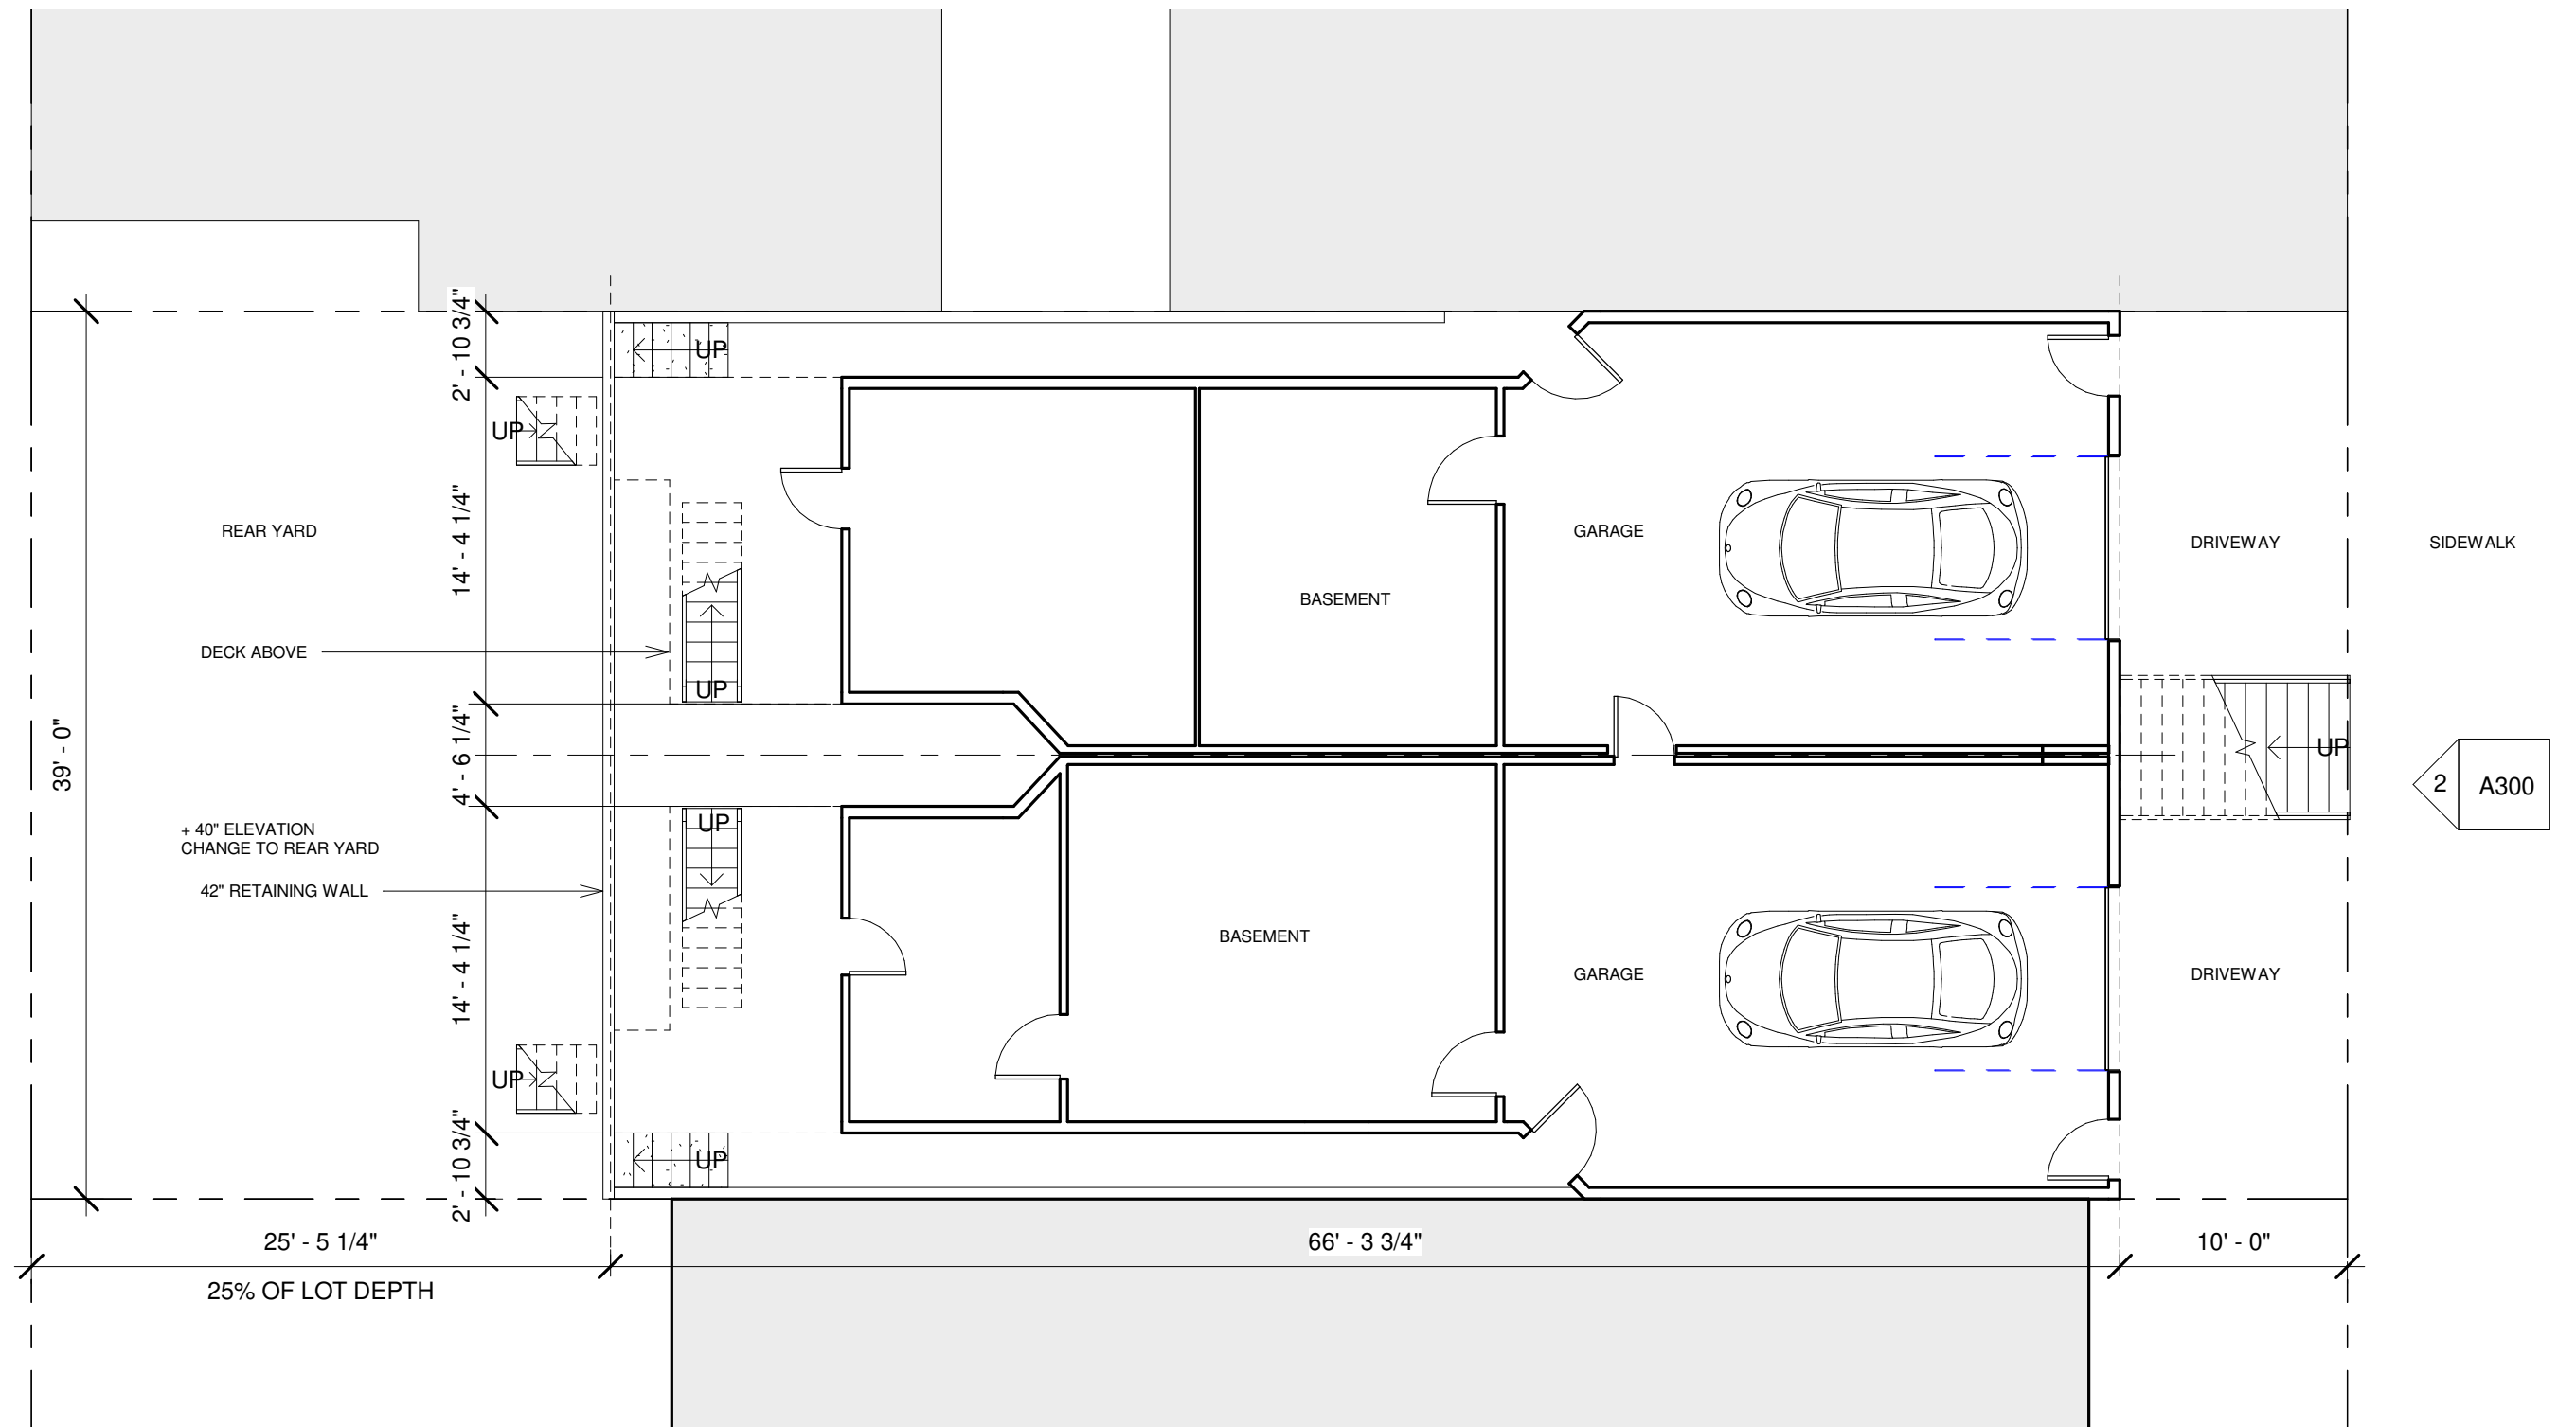 2' - 10 3/4"
UP
UP
14' - 4 1/4"
REAR YARD
GARAGE
DRIVEWAY
SIDEWALK
BASEMENT
DECK ABOVE
UP
4' - 6 1/4"
39' - 0"
UP
2
A300
UP
+ 40" ELEVATION
CHANGE TO REAR YARD
42" RETAINING WALL
14' - 4 1/4"
BASEMENT
GARAGE
DRIVEWAY
UP
2' - 10 3/4"
UP
25' - 5 1/4"
66' - 3 3/4"
10' - 0"
25% OF LOT DEPTH